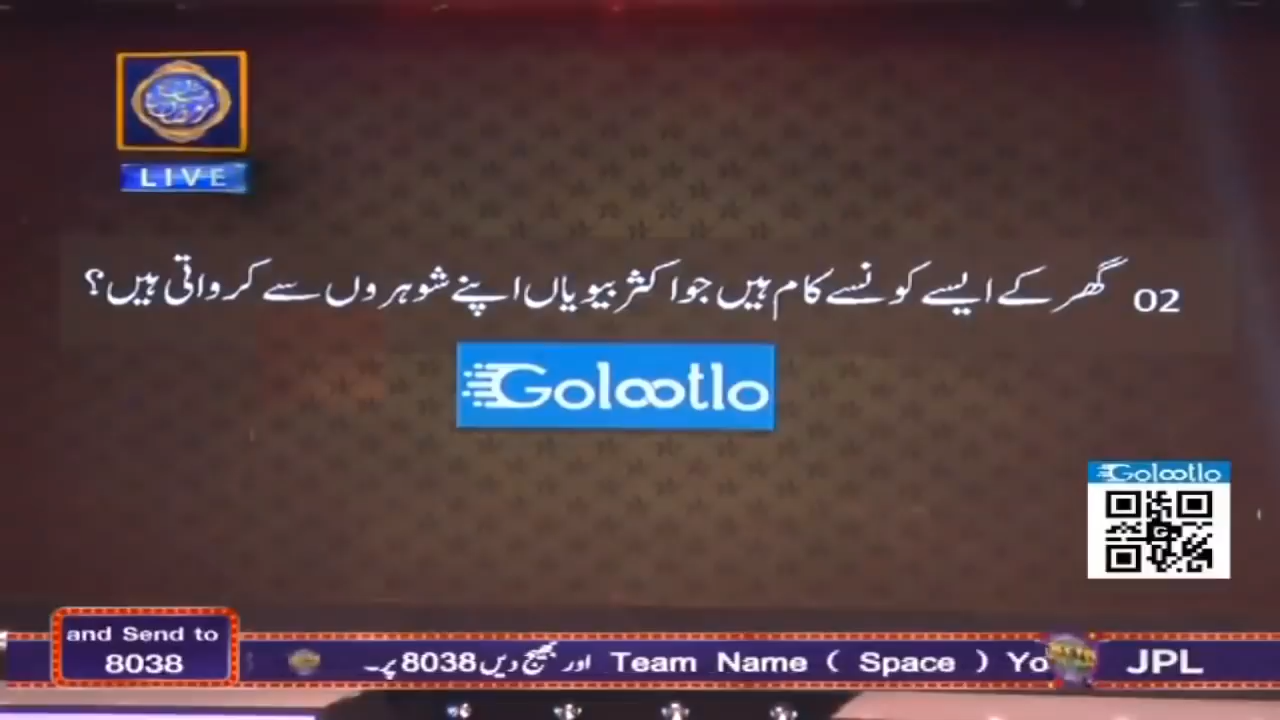 LIVE
02 گھر کے ایسے کونسے کام ہیں جو اکثر بیویاں اپنے شوہروں سے کرواتی ہیں؟
Golootlo
Golootlo
and Send to
8038
اور بھیج دیں 8038 پر۔ Team Name ( Space ) Yo
JPL